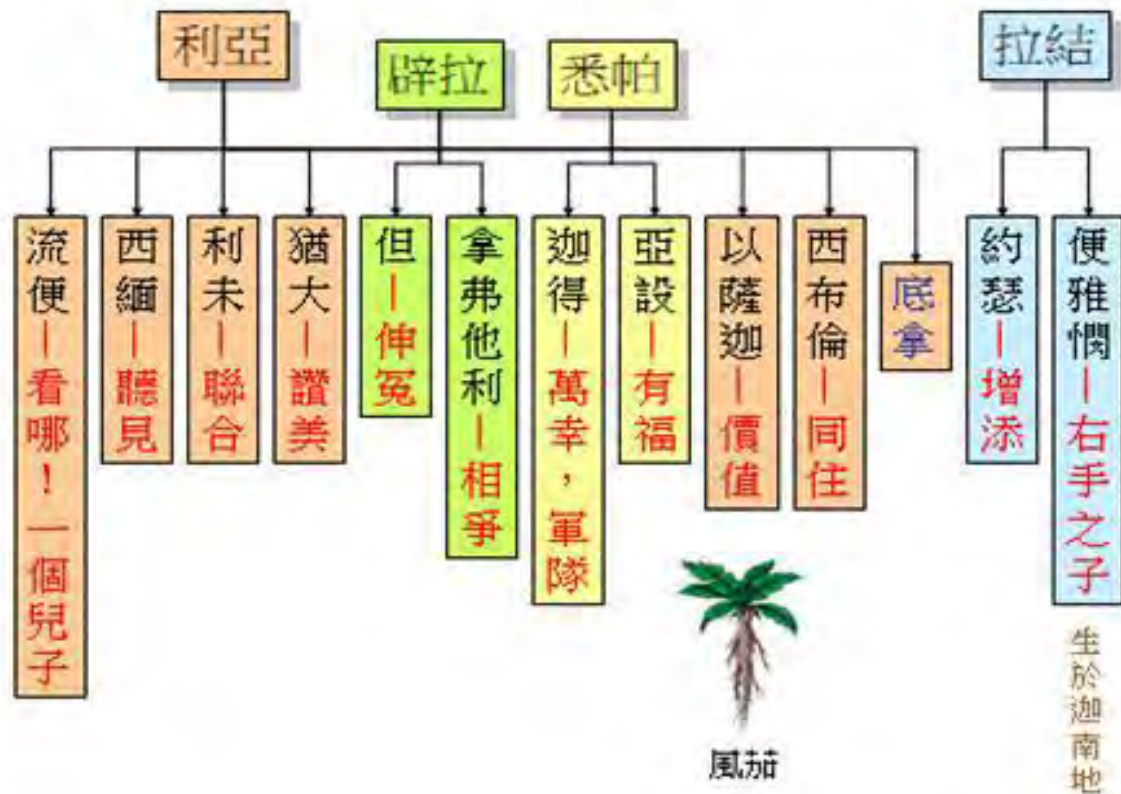 利亞
辟拉
悉帕
拉結
流便－看哪！一個兒子
西緬－聽見
利未－聯合
猶大－讚美
但－伸冤
拿弗他利－相爭
迦得－萬幸，軍隊
亞設－有福
以薩迦－價值
西布倫－同住
底拿
約瑟－增添
便雅憫－右手之子
風茄
生於迦南地